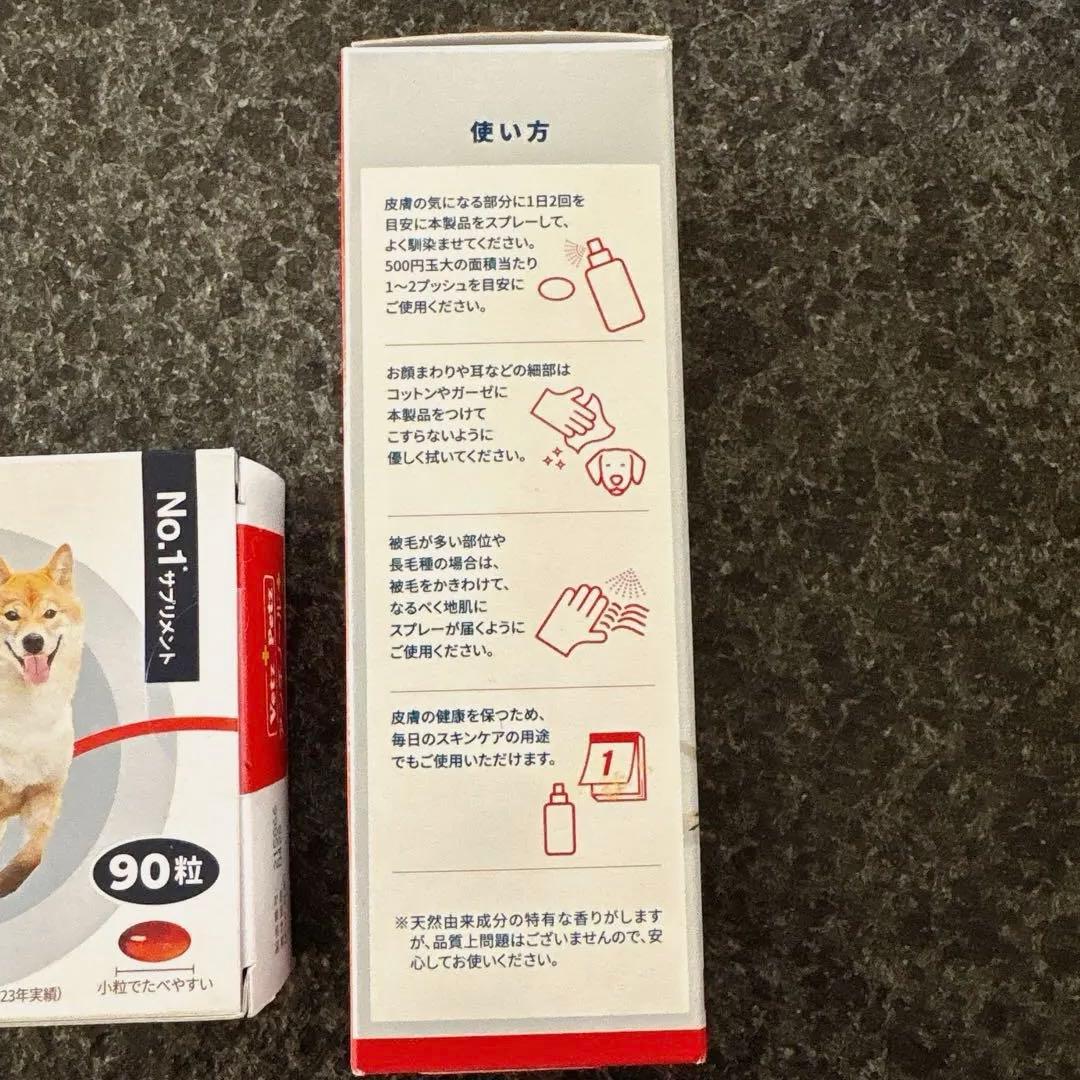 使い方
皮膚の気になる部分に1日2回を
目安に本製品をスプレーして、
よく馴染ませてください。
500円玉大の面積当たり
1〜2プッシュを目安に
ご使用ください。
お顔まわりや耳などの細部は
コットンやガーゼに
本製品をつけて
こすらないように
優しく拭いてください。
被毛が多い部位や
長毛種の場合は、
被毛をかきわけて、
なるべく地肌に
スプレーが届くように
ご使用ください。
皮膚の健康を保つため、
毎日のスキンケアの用途
でもご使用いただけます。
1
※天然由来成分の特有な香りがします
が、品質上問題はございませんので、安
心してお使いください。
No.1*サプリメント
Vet's+Petz
90粒
小粒でたべやすい
23年実績)